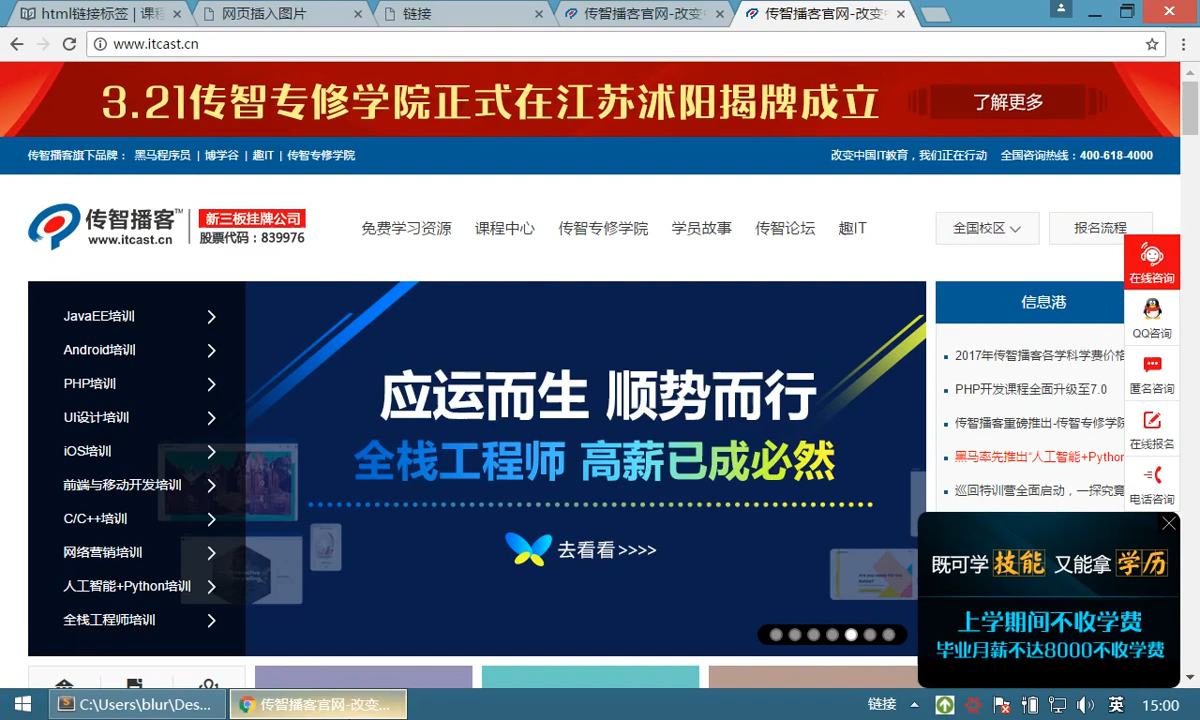 html链接标签 | 课程
网页插入图片
链接
传智播客官网-改变中
传智播客官网-改变中
www.itcast.cn
3.21传智专修学院正式在江苏沭阳揭牌成立
了解更多
传智播客旗下品牌： 黑马程序员 | 博学谷 | 趣IT | 传智专修学院
改变中国IT教育，我们正在行动 全国咨询热线：400-618-4000
传智播客™
www.itcast.cn
新三板挂牌公司
股票代码：839976
免费学习资源 课程中心 传智专修学院 学员故事 传智论坛 趣IT
全国校区
报名流程
JavaEE培训
Android培训
PHP培训
UI设计培训
iOS培训
前端与移动开发培训
C/C++培训
网络营销培训
人工智能+Python培训
全栈工程师培训
应运而生 顺势而行
全栈工程师 高薪已成必然
去看看>>>>
信息港
2017年传智播客各学科学费价格
PHP开发课程全面升级至7.0
传智播客重磅推出-传智专修学院
黑马率先推出“人工智能+Python
巡回特训营全面启动，一探究竟
在线咨询
QQ咨询
匿名咨询
在线报名
电话咨询
既可学 技能 又能拿 学历
上学期间不收学费
毕业月薪不达8000不收学费
C:\Users\blur\Des...
传智播客官网-改变...
链接
英
15:00